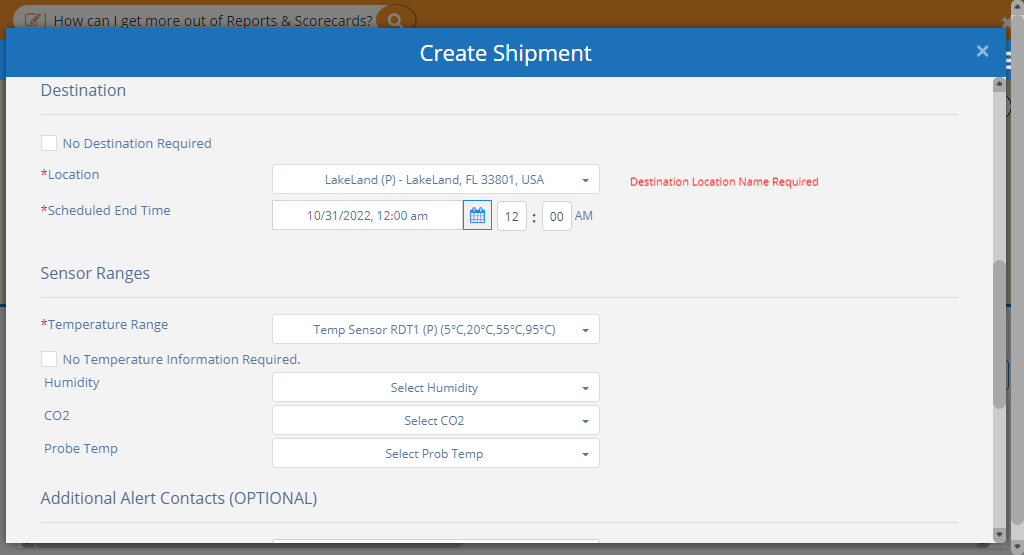 How can I get more out of Reports & Scorecards?
Create Shipment
×
Destination
No Destination Required
*Location
LakeLand (P) - LakeLand, FL 33801, USA
Destination Location Name Required
*Scheduled End Time
10/31/2022, 12:00 am
12 : 00 AM
Sensor Ranges
*Temperature Range
Temp Sensor RDT1 (P) (5°C,20°C,55°C,95°C)
No Temperature Information Required.
Humidity
Select Humidity
CO2
Select CO2
Probe Temp
Select Prob Temp
Additional Alert Contacts (OPTIONAL)